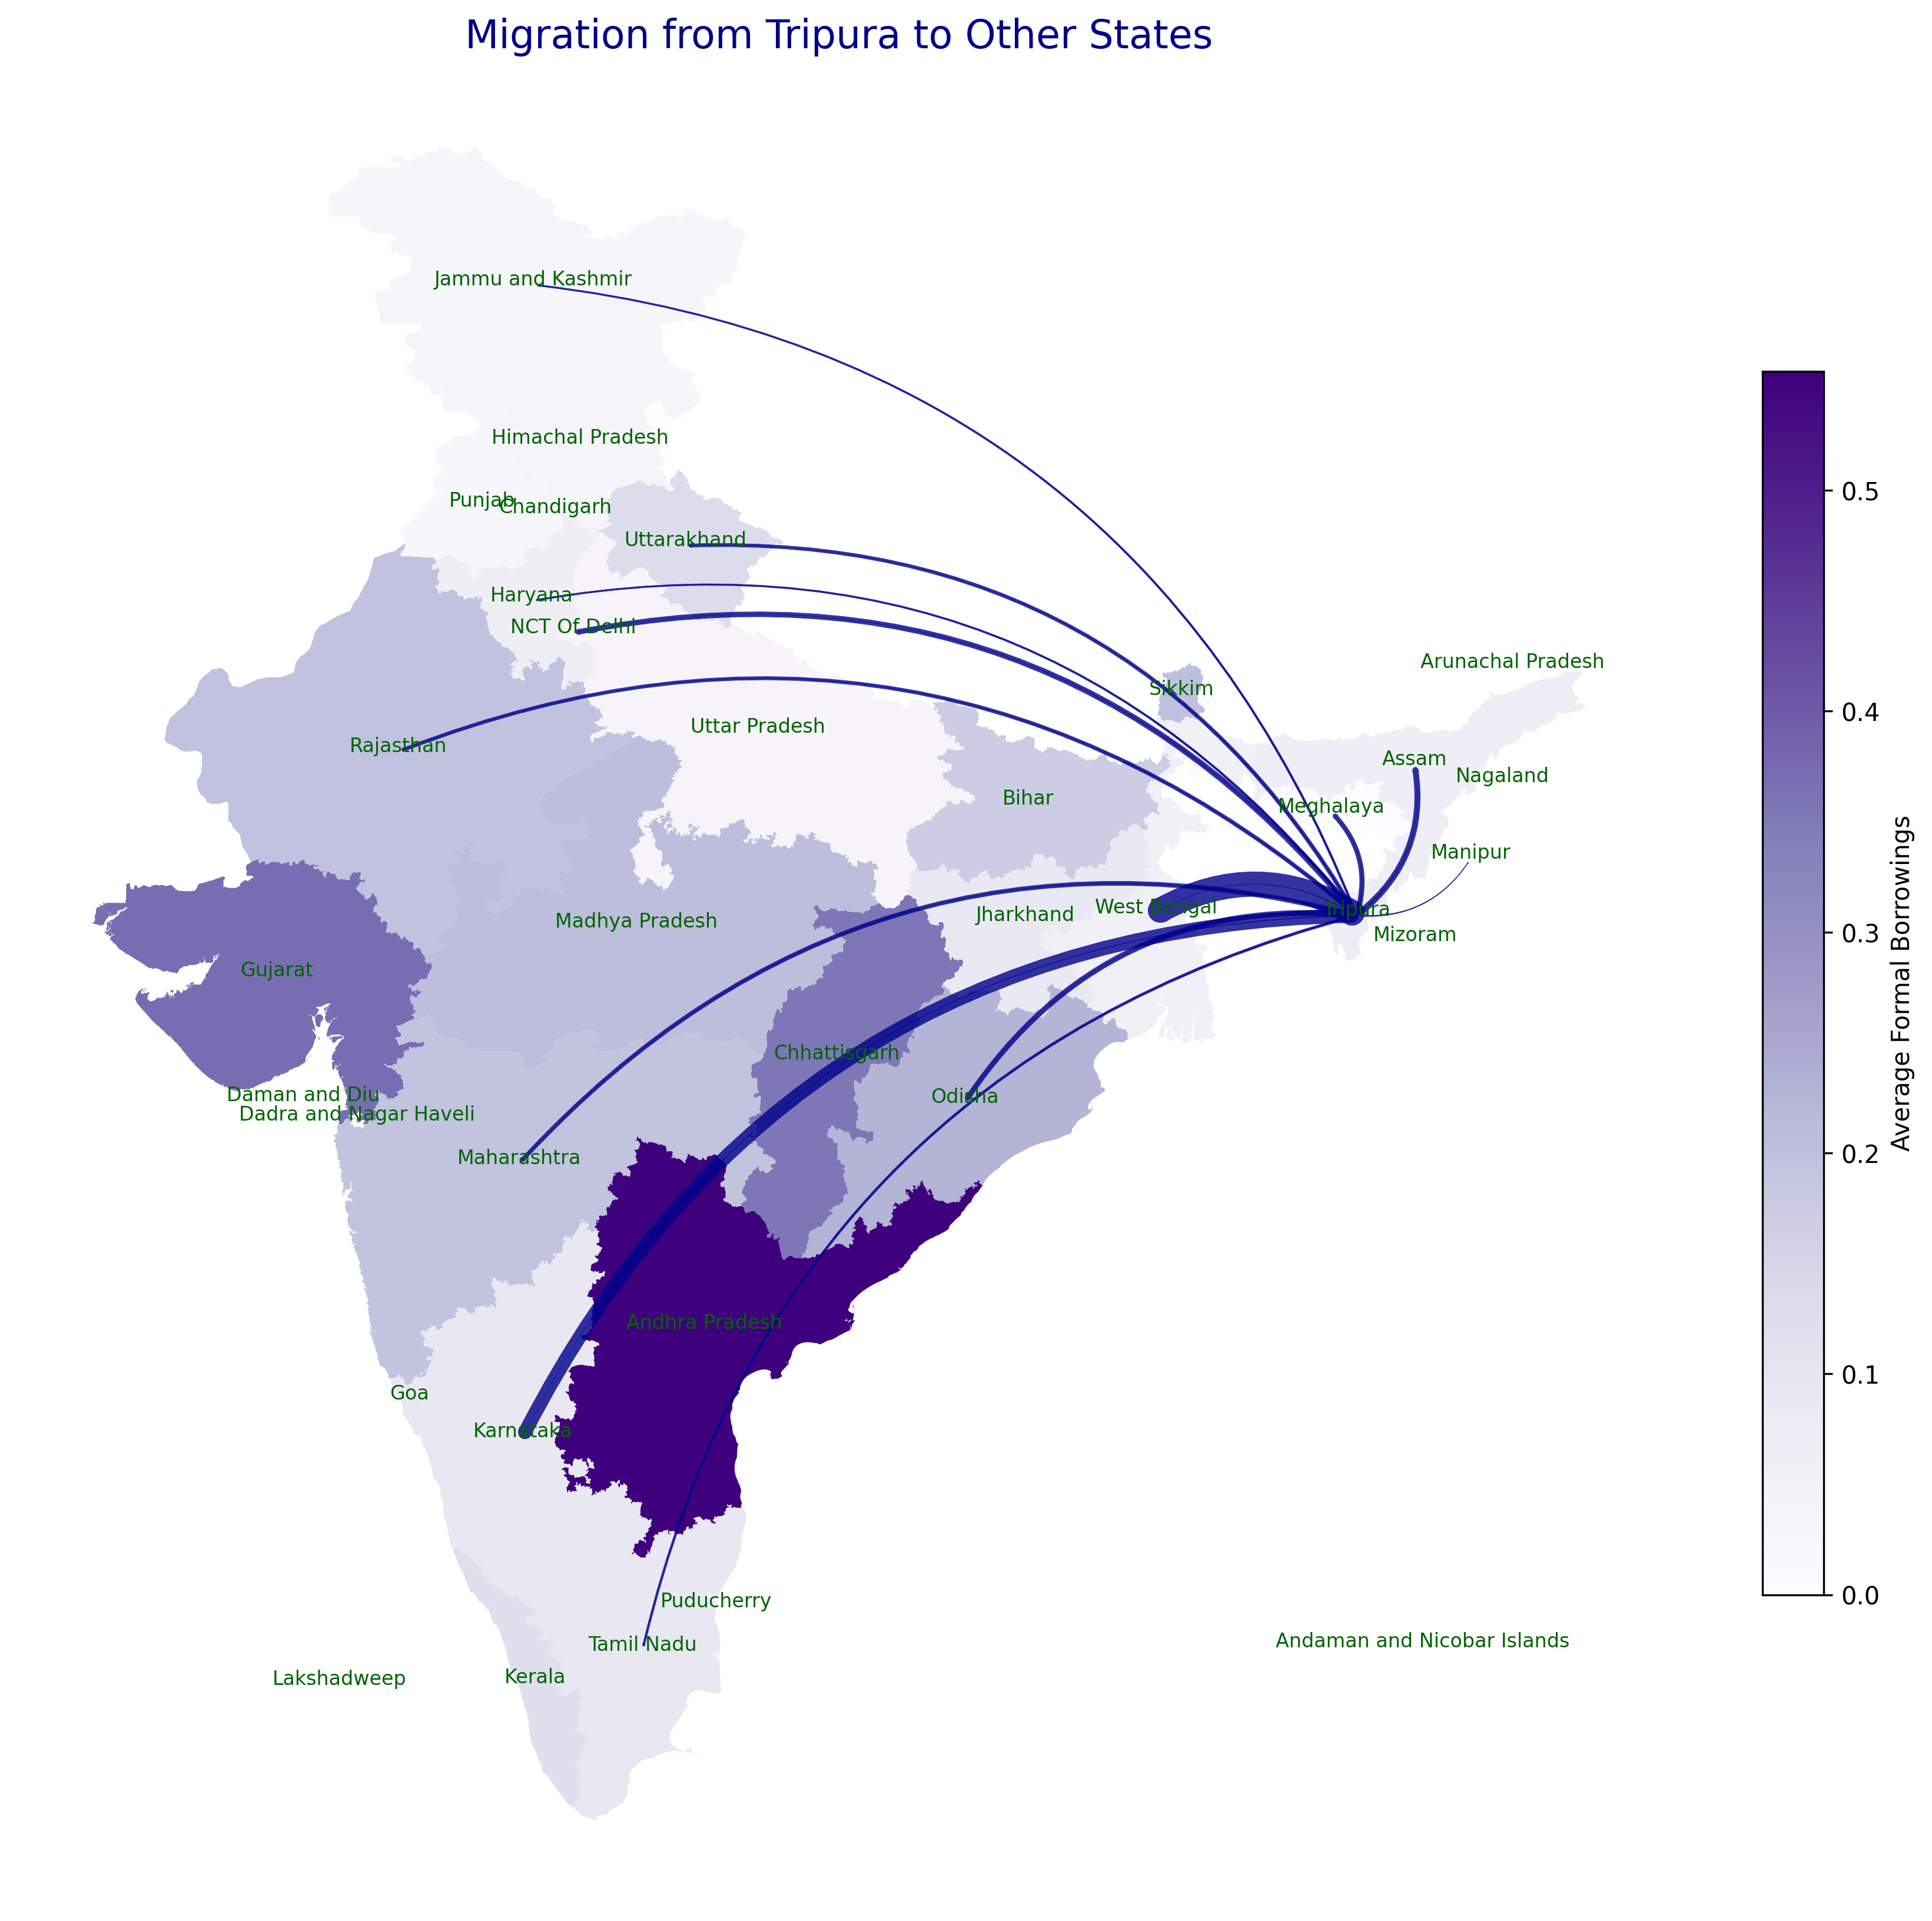 Migration from Tripura to Other States
Jammu and Kashmir
Himachal Pradesh
Punjab
Chandigarh
Uttarakhand
Haryana
NCT Of Delhi
Arunachal Pradesh
Sikkim
Uttar Pradesh
Rajasthan
Assam
Nagaland
Bihar
Meghalaya
Manipur
West Bengal
Tripura
Jharkhand
Madhya Pradesh
Mizoram
Gujarat
Chhattisgarh
Daman and Diu
Odisha
Dadra and Nagar Haveli
Maharashtra
Andhra Pradesh
Goa
Karnataka
Puducherry
Tamil Nadu
Andaman and Nicobar Islands
Kerala
Lakshadweep
0.5
0.4
0.3
0.2
0.1
0.0
Average Formal Borrowings